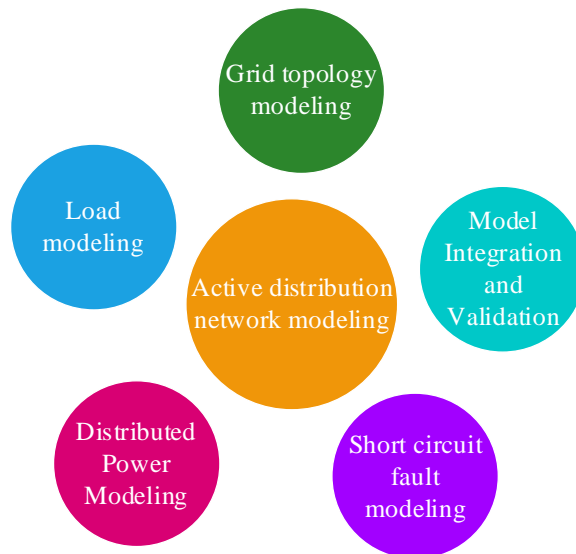 Grid topology
modeling
Load
modeling
Model
Integration
and
Validation
Active distribution
network modeling
Distributed
Power
Modeling
Short circuit
fault
modeling